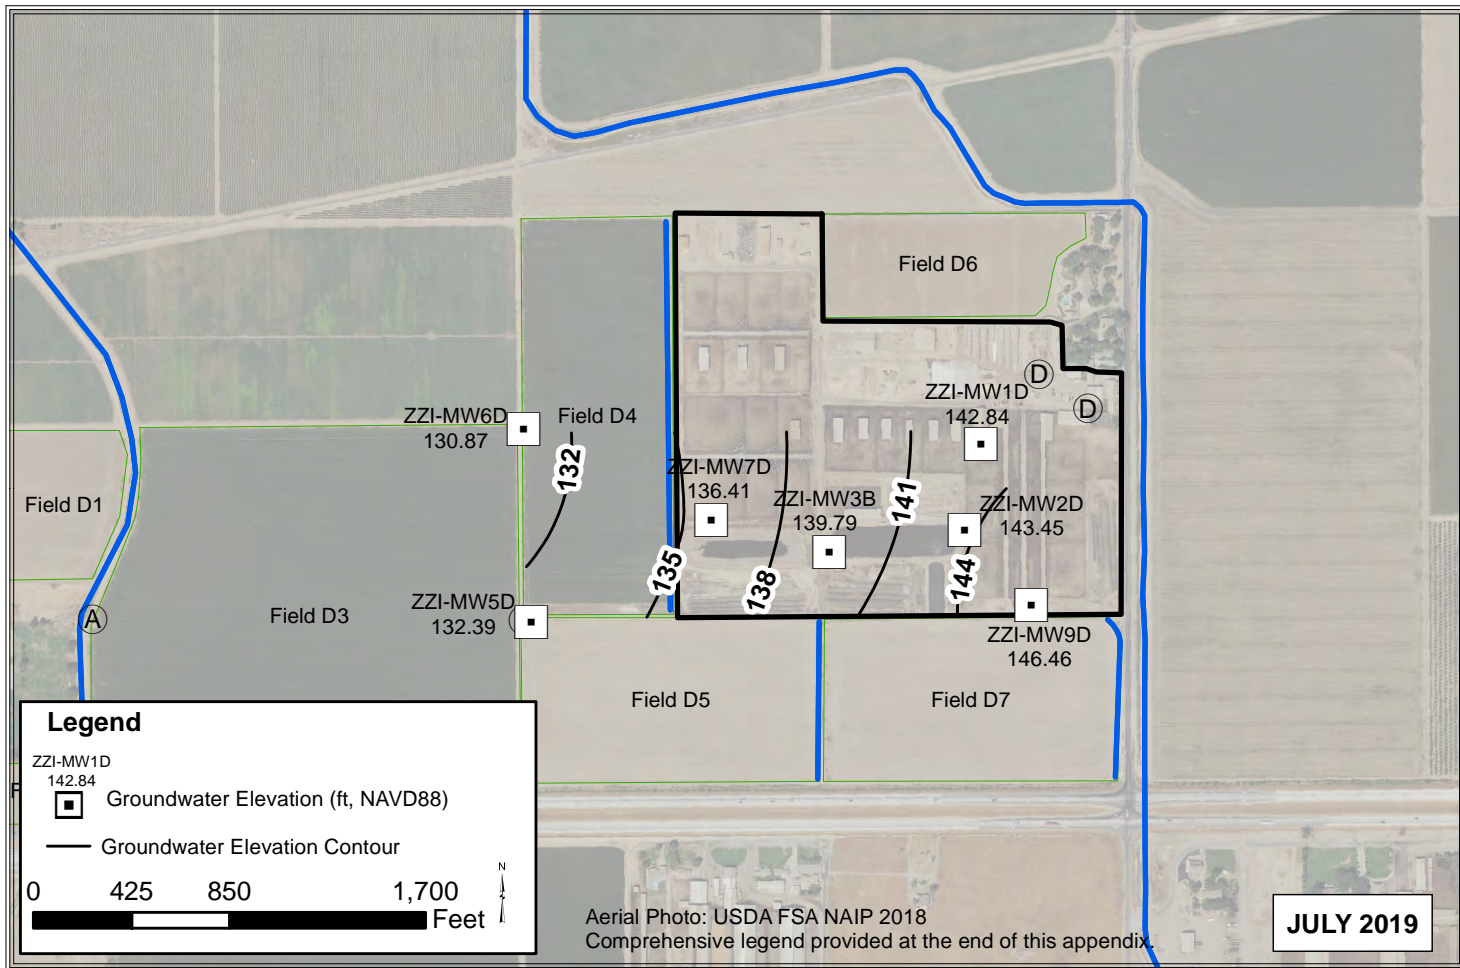 Field D6
D
ZZI-MW1D
142.84
D
ZZI-MW6D
130.87
Field D4
132
ZZI-MW7D
136.41
ZZI-MW3B
139.79
141
ZZI-MW2D
143.45
Field D1
135
138
144
A
Field D3
ZZI-MW5D
132.39
ZZI-MW9D
146.46
Field D5
Field D7
Legend
ZZI-MW1D
142.84
Groundwater Elevation (ft, NAVD88)
Groundwater Elevation Contour
N
0 425 850 1,700
Feet
Aerial Photo: USDA FSA NAIP 2018
Comprehensive legend provided at the end of this appendix.
JULY 2019